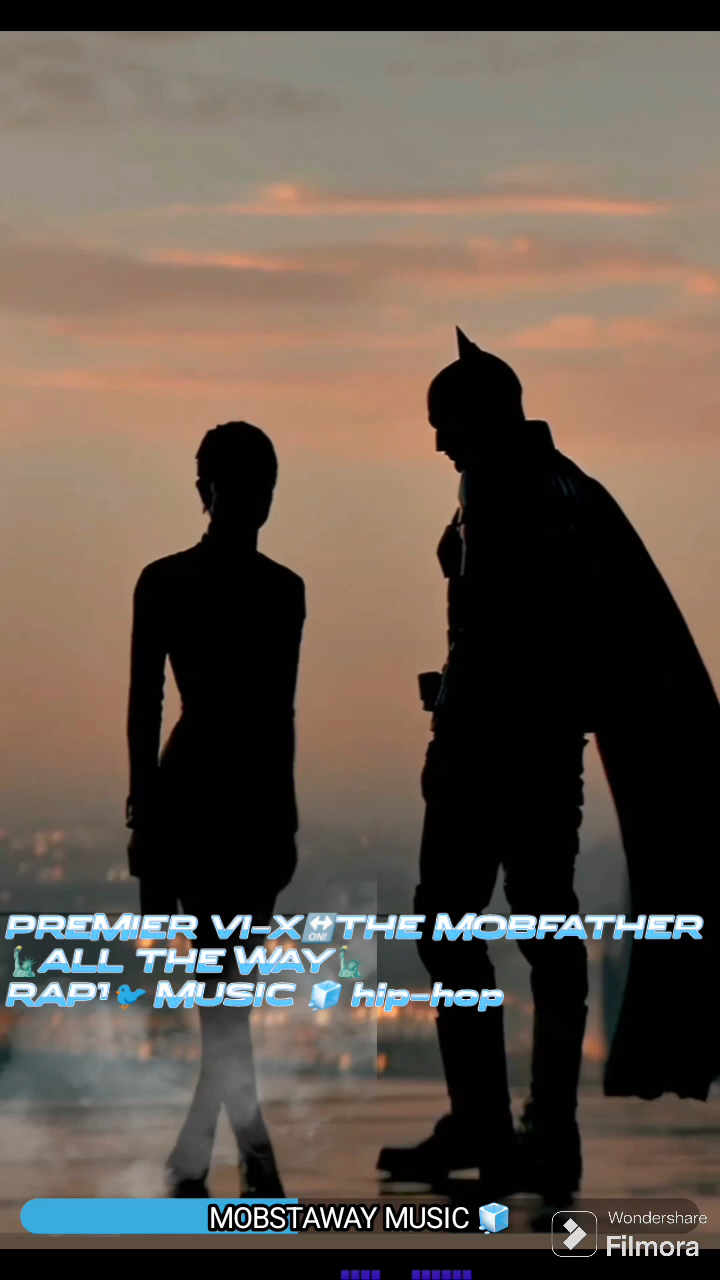 PREMIER VI-X🔛THE MOBFATHER
🗽ALL THE WAY🗽
RAP¹🐦 MUSIC 🧊 hip-hop
MOBSTAWAY MUSIC 🧊
Wondershare
Filmora